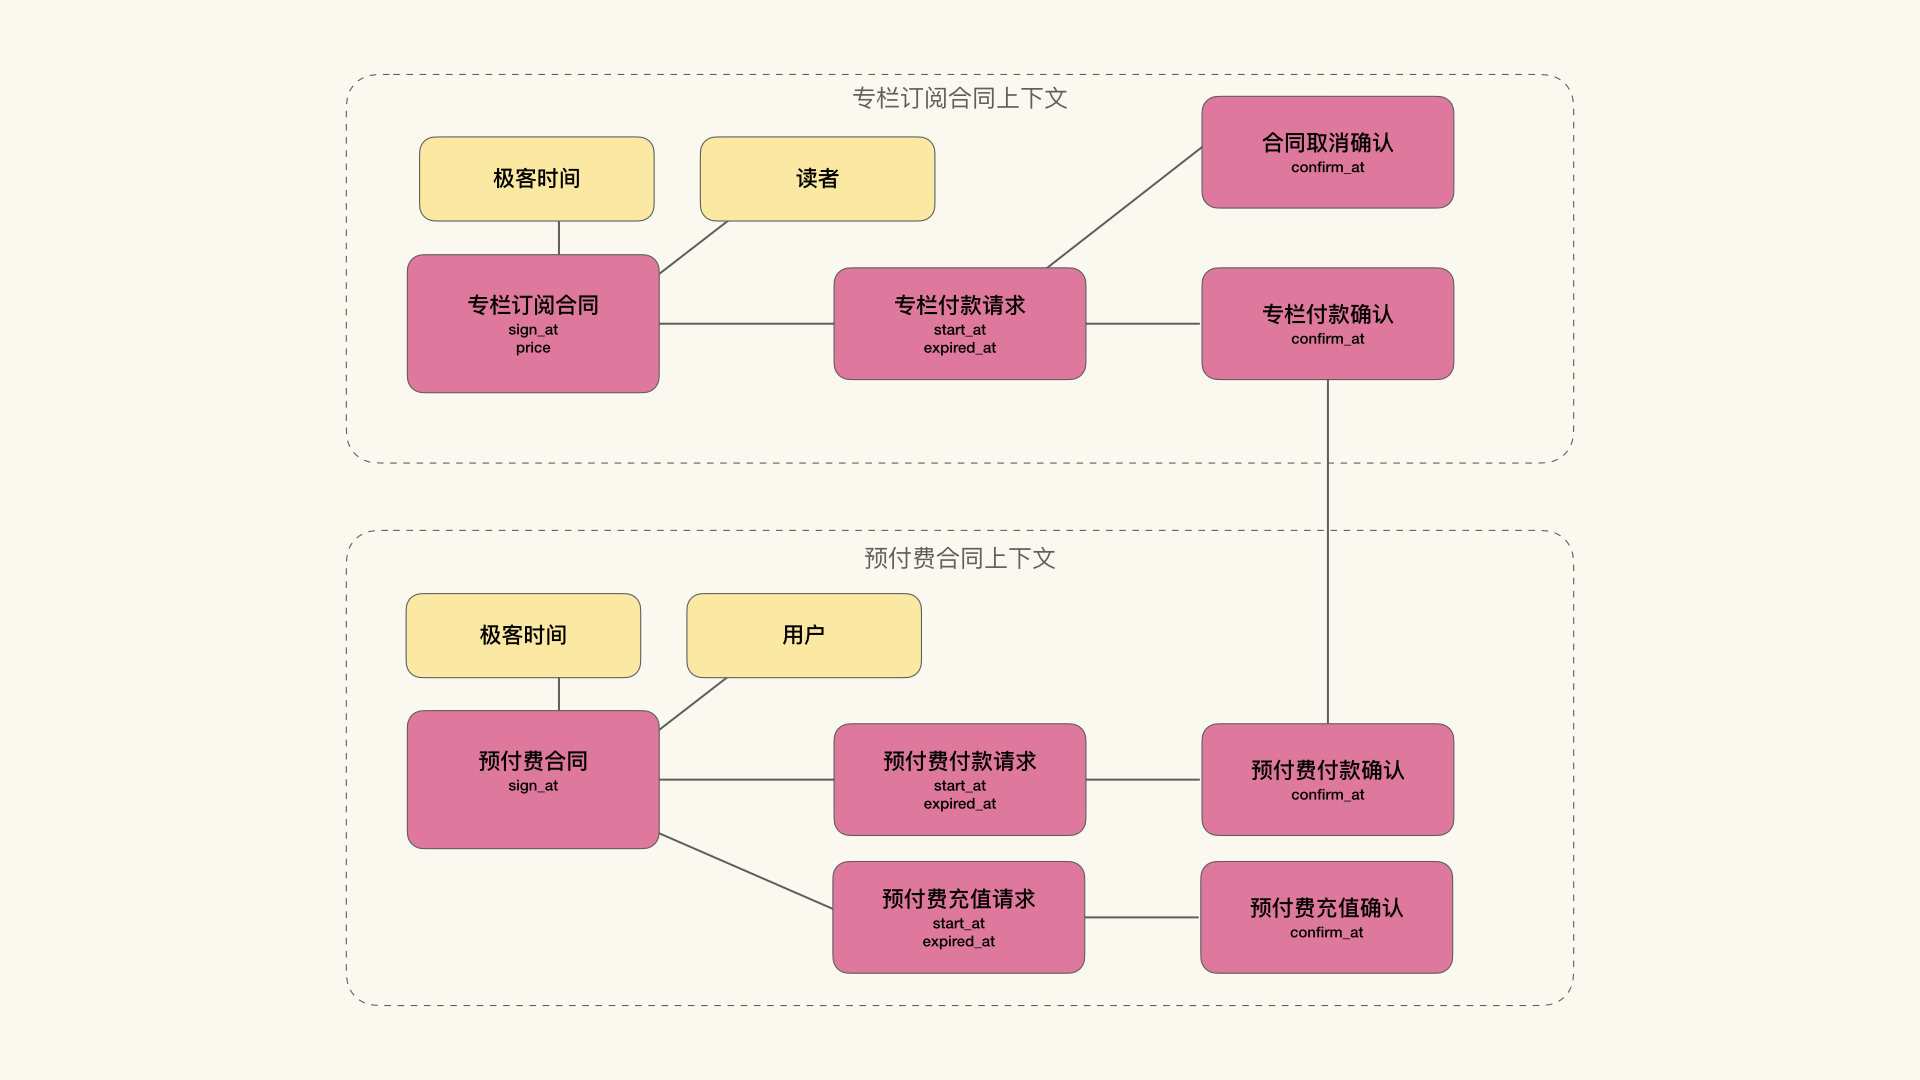 专栏订阅合同上下文
合同取消确认
confirm_at
极客时间
读者
专栏订阅合同
sign_at
price
专栏付款请求
start_at
expired_at
专栏付款确认
confirm_at
预付费合同上下文
极客时间
用户
预付费合同
sign_at
预付费付款请求
start_at
expired_at
预付费付款确认
confirm_at
预付费充值请求
start_at
expired_at
预付费充值确认
confirm_at